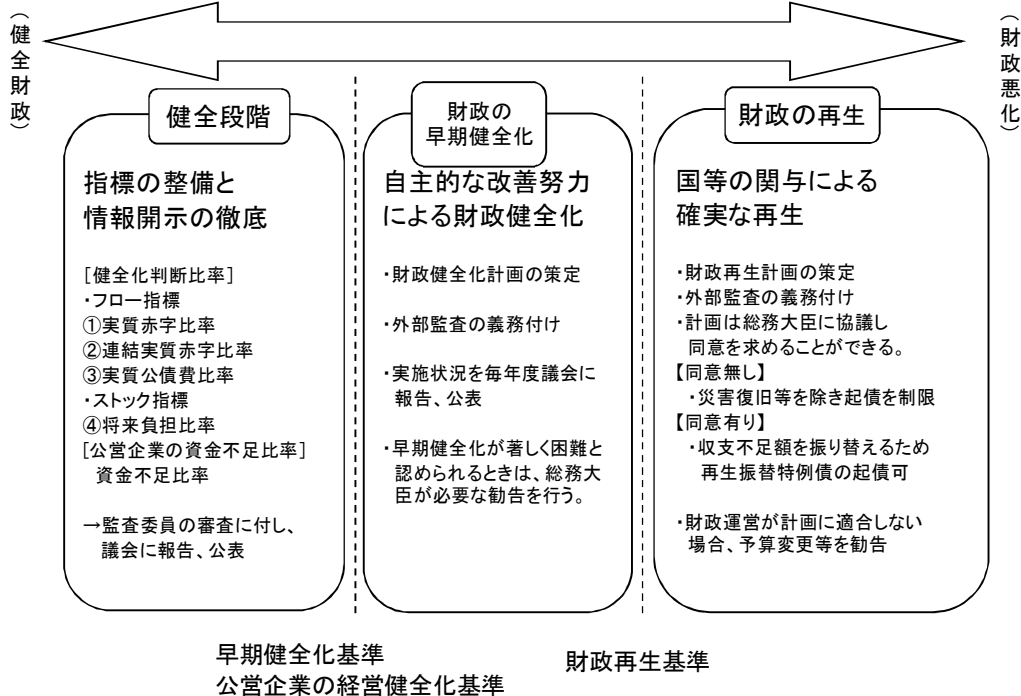 （健全財政）
（財政悪化）
健全段階
指標の整備と
情報開示の徹底
[健全化判断比率]
・フロー指標
①実質赤字比率
②連結実質赤字比率
③実質公債費比率
・ストック指標
④将来負担比率
[公営企業の資金不足比率]
資金不足比率
→監査委員の審査に付し、
議会に報告、公表
財政の
早期健全化
自主的な改善努力
による財政健全化
・財政健全化計画の策定
・外部監査の義務付け
・実施状況を毎年度議会に
報告、公表
・早期健全化が著しく困難と
認められるときは、総務大
臣が必要な勧告を行う。
財政の再生
国等の関与による
確実な再生
・財政再生計画の策定
・外部監査の義務付け
・計画は総務大臣に協議し
同意を求めることができる。
【同意無し】
・災害復旧等を除き起債を制限
【同意有り】
・収支不足額を振り替えるため
再生振替特例債の起債可
・財政運営が計画に適合しない
場合、予算変更等を勧告
早期健全化基準
公営企業の経営健全化基準
財政再生基準